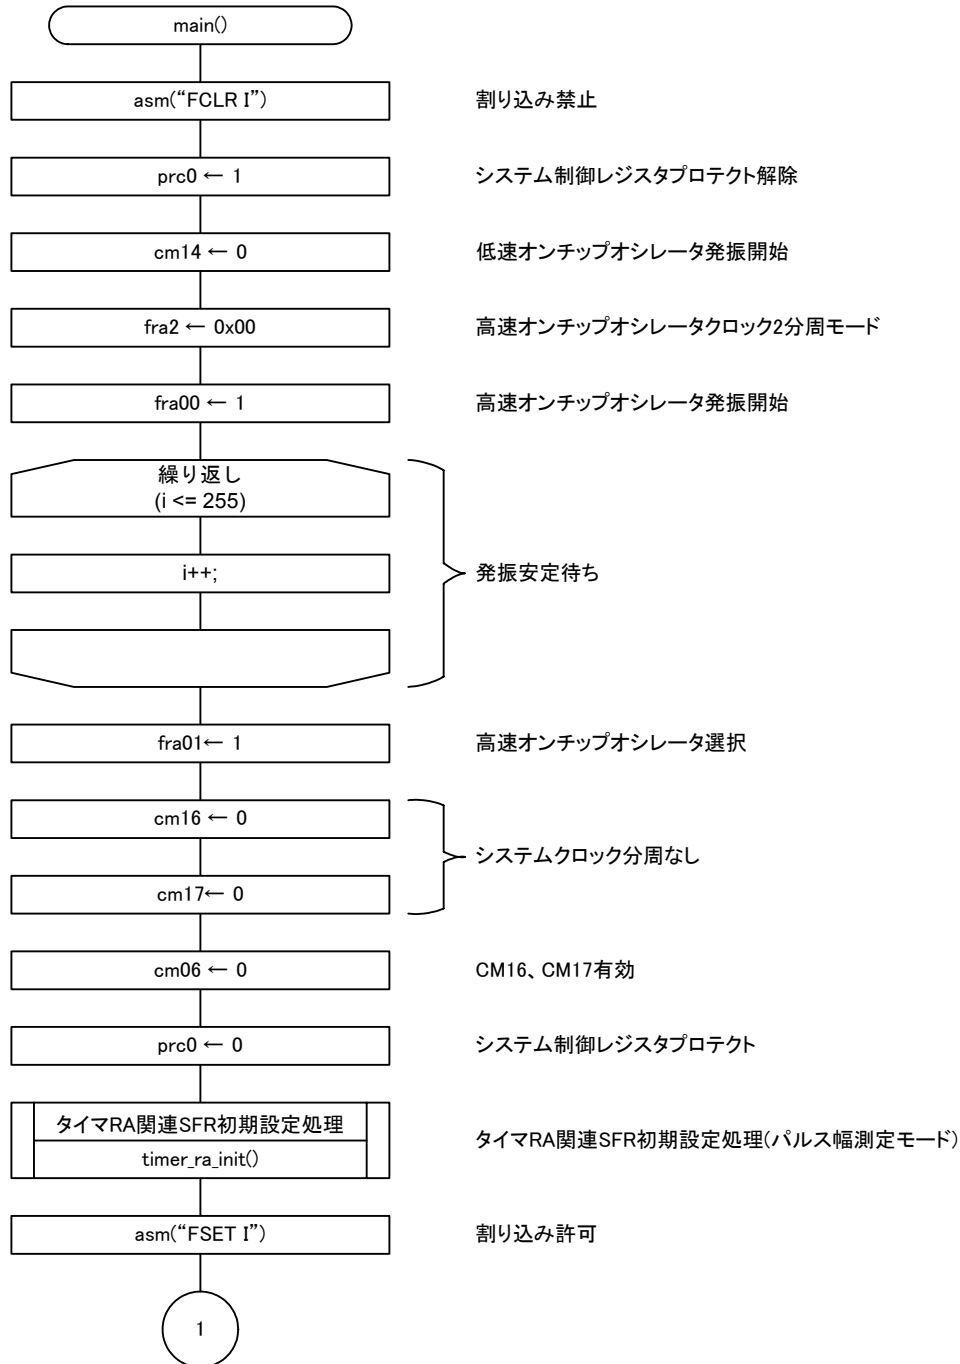 main()
asm(“FCLR I”)
割り込み禁止
prc0 ← 1
システム制御レジスタプロテクト解除
cm14 ← 0
低速オンチップオシレータ発振開始
fra2 ← 0x00
高速オンチップオシレータクロック2分周モード
fra00 ← 1
高速オンチップオシレータ発振開始
繰り返し
(i <= 255)
i++;
発振安定待ち
fra01← 1
高速オンチップオシレータ選択
cm16 ← 0
cm17← 0
システムクロック分周なし
cm06 ← 0
CM16、CM17有効
prc0 ← 0
システム制御レジスタプロテクト
タイマRA関連SFR初期設定処理
timer_ra_init()
タイマRA関連SFR初期設定処理(パルス幅測定モード)
asm(“FSET I”)
割り込み許可
1